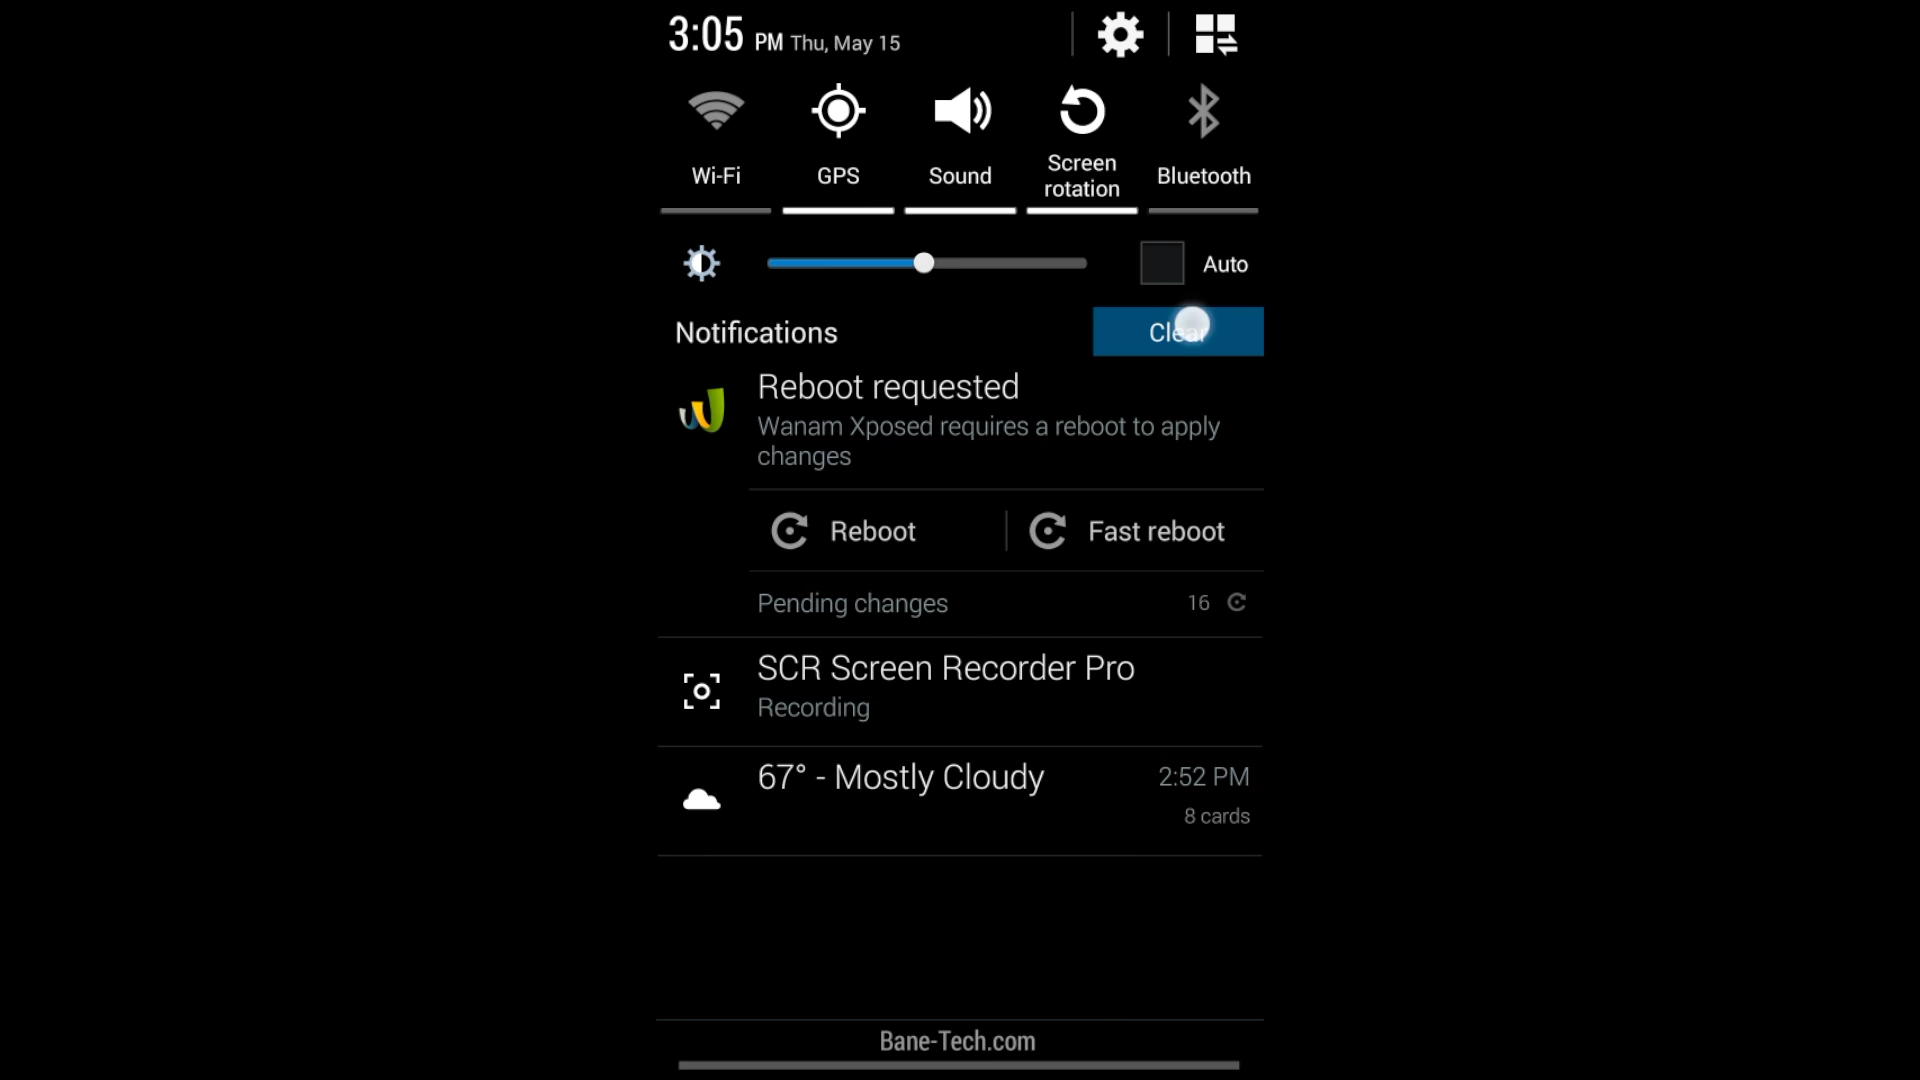 3:05 PM Thu, May 15
Wi-Fi
GPS
Sound
Screen
rotation
Bluetooth
Auto
Notifications
Clear
Reboot requested
Wanam Xposed requires a reboot to apply
changes
Reboot
Fast reboot
Pending changes
16
SCR Screen Recorder Pro
Recording
67° - Mostly Cloudy
2:52 PM
8 cards
Bane-Tech.com